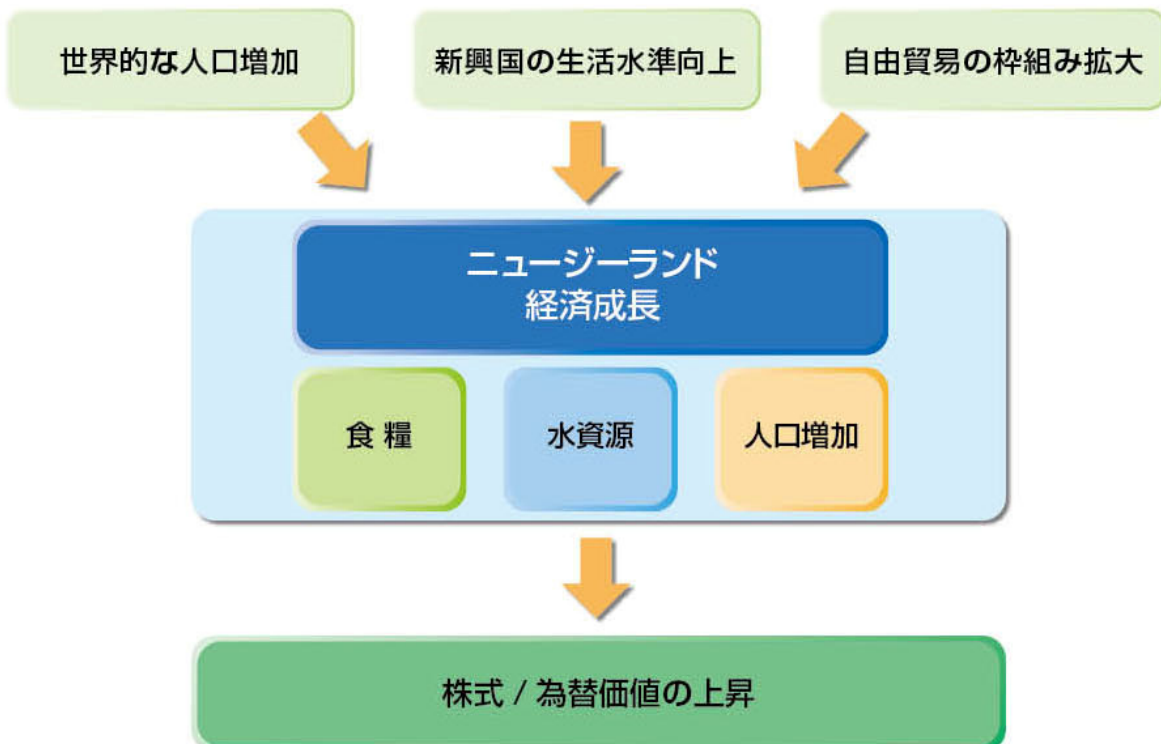 世界的な人口増加
新興国の生活水準向上
自由貿易の枠組み拡大
ニュージーランド
経済成長
食 糧
水資源
人口増加
株式 / 為替価値の上昇